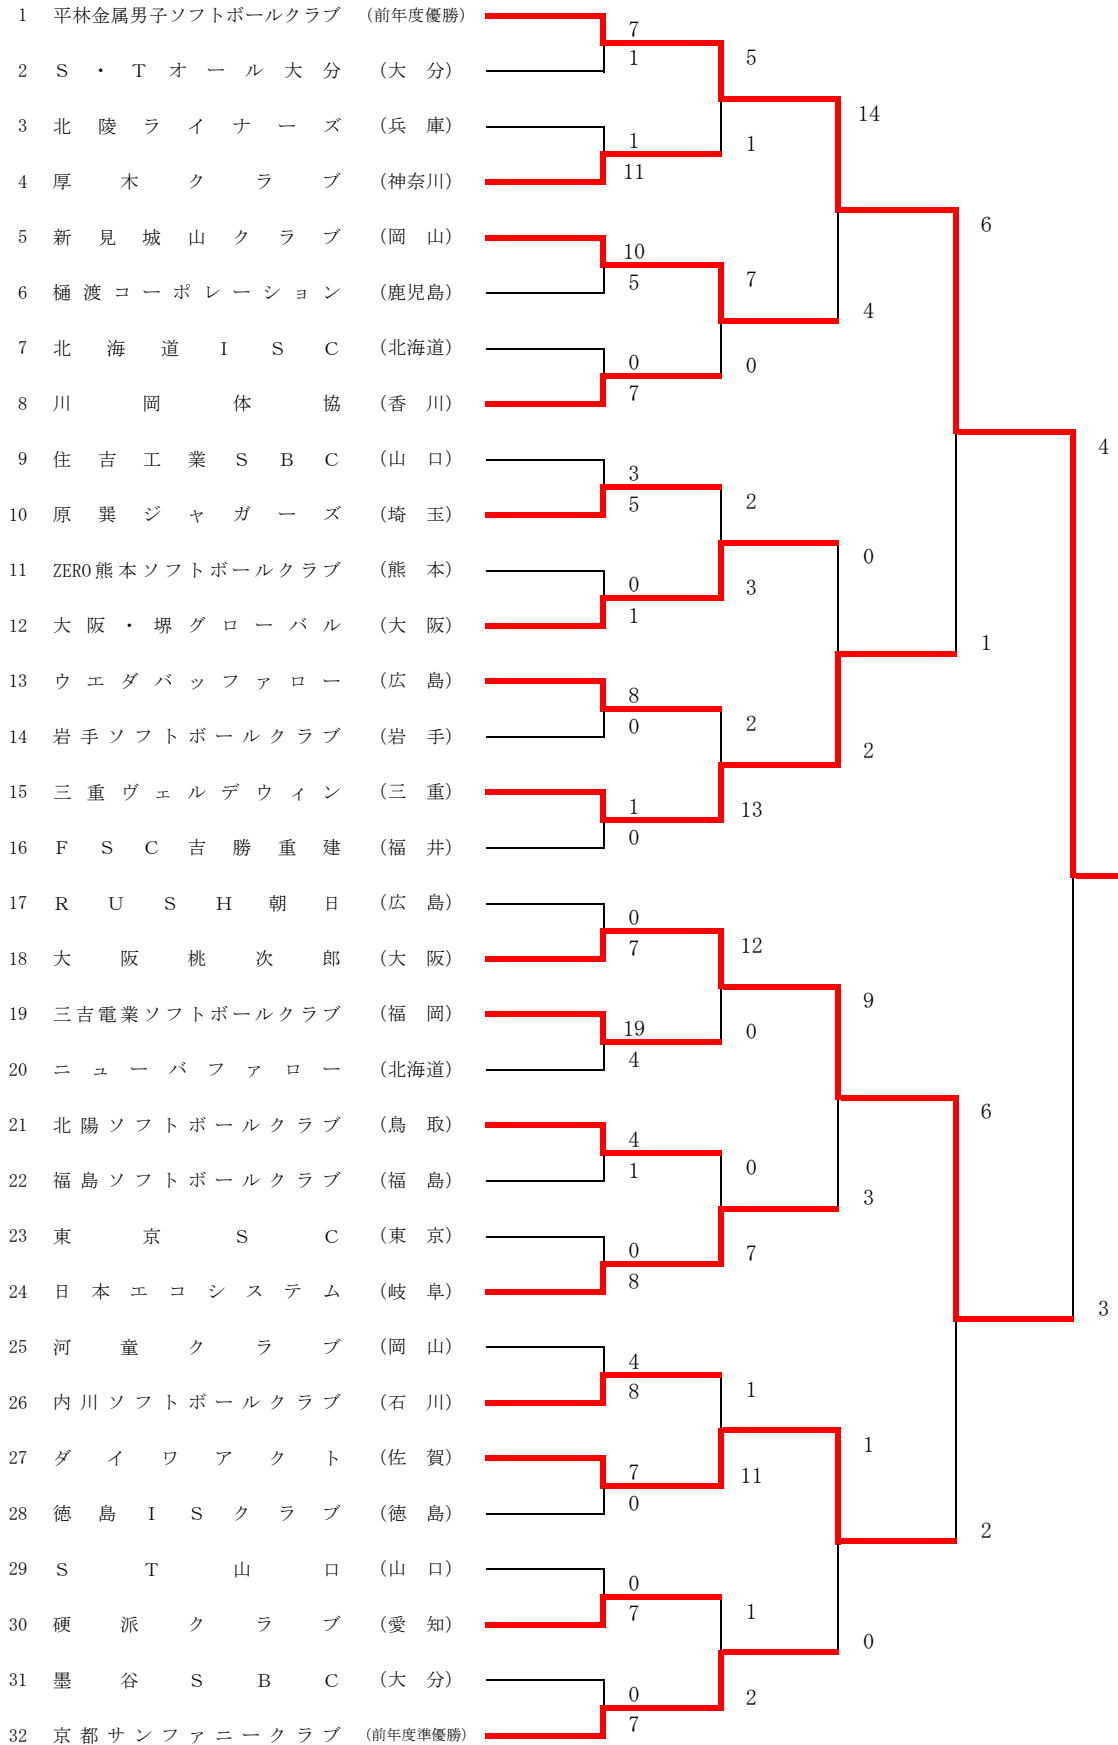 1 平林金属男子ソフトボールクラブ (前年度優勝)
7
1
5
2 S・Tオール大分 (大分)
14
3 北陵ライナーズ (兵庫)
1
11
1
4 厚木クラブ (神奈川)
6
5 新見城山クラブ (岡山)
10
5
7
6 樋渡コーポレーション (鹿児島)
4
7 北海道ISC (北海道)
0
7
0
8 川岡体協 (香川)
4
9 住吉工業SBC (山口)
3
5
2
10 原巽ジャガーズ (埼玉)
0
11 ZERO熊本ソフトボールクラブ (熊本)
0
1
3
12 大阪・堺グローバル (大阪)
1
13 ウエダバッファロー (広島)
8
0
2
14 岩手ソフトボールクラブ (岩手)
2
15 三重ヴェルデウィン (三重)
1
0
13
16 FSC吉勝重建 (福井)
17 RUSH朝日 (広島)
0
7
12
18 大阪桃次郎 (大阪)
9
19 三吉電業ソフトボールクラブ (福岡)
19
4
0
20 ニューバファロー (北海道)
6
21 北陽ソフトボールクラブ (鳥取)
4
1
0
22 福島ソフトボールクラブ (福島)
3
23 東京SC (東京)
0
8
7
24 日本エコシステム (岐阜)
3
25 河童クラブ (岡山)
4
8
1
26 内川ソフトボールクラブ (石川)
1
27 ダイワアクト (佐賀)
7
0
11
28 徳島ISクラブ (徳島)
2
29 ST山口 (山口)
0
7
1
30 硬派クラブ (愛知)
0
31 墨谷SBC (大分)
0
7
2
32 京都サンファニークラブ (前年度準優勝)